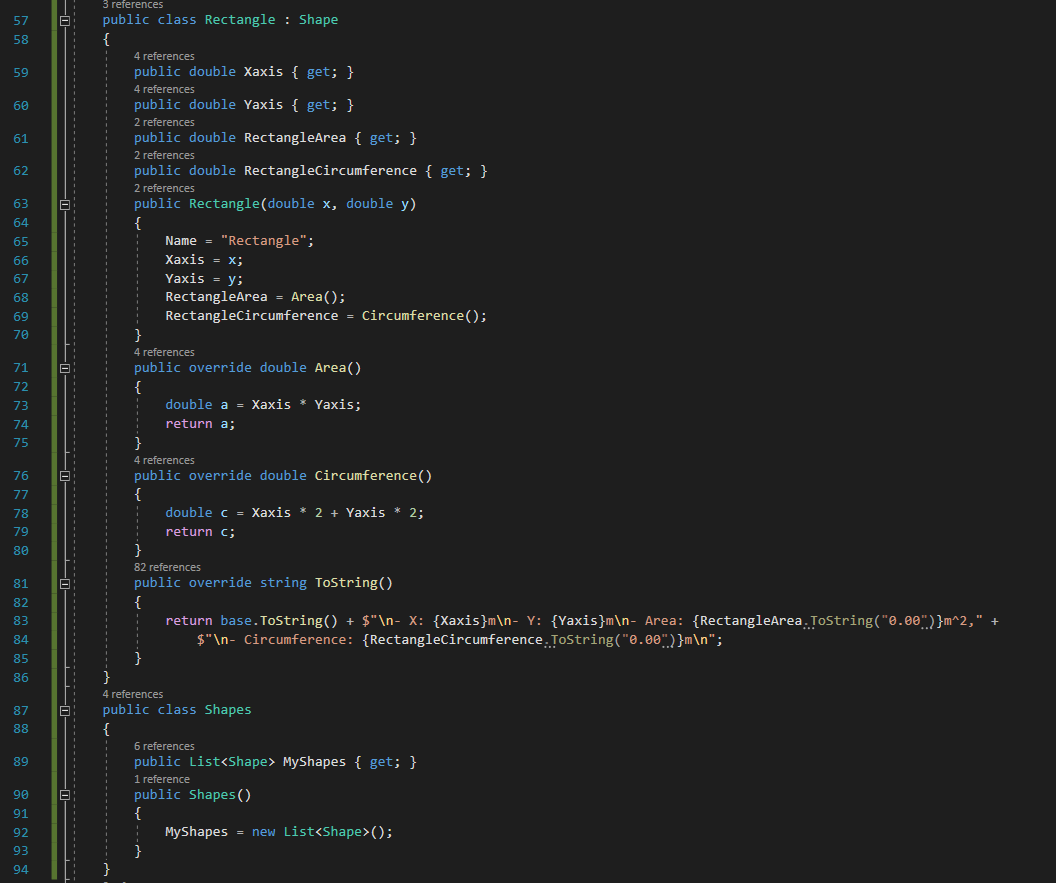 3 references
57 public class Rectangle : Shape
58 {
4 references
59 public double Xaxis { get; }
4 references
60 public double Yaxis { get; }
2 references
61 public double RectangleArea { get; }
2 references
62 public double RectangleCircumference { get; }
2 references
63 public Rectangle(double x, double y)
64 {
65 Name = "Rectangle";
66 Xaxis = x;
67 Yaxis = y;
68 RectangleArea = Area();
69 RectangleCircumference = Circumference();
70 }
4 references
71 public override double Area()
72 {
73 double a = Xaxis * Yaxis;
74 return a;
75 }
4 references
76 public override double Circumference()
77 {
78 double c = Xaxis * 2 + Yaxis * 2;
79 return c;
80 }
82 references
81 public override string ToString()
82 {
83 return base.ToString() + $"\n- X: {Xaxis}m\n- Y: {Yaxis}m\n- Area: {RectangleArea.ToString("0.00")}m^2," +
84 $"\n- Circumference: {RectangleCircumference.ToString("0.00")}m\n";
85 }
86 }
4 references
87 public class Shapes
88 {
6 references
89 public List<Shape> MyShapes { get; }
1 reference
90 public Shapes()
91 {
92 MyShapes = new List<Shape>();
93 }
94 }